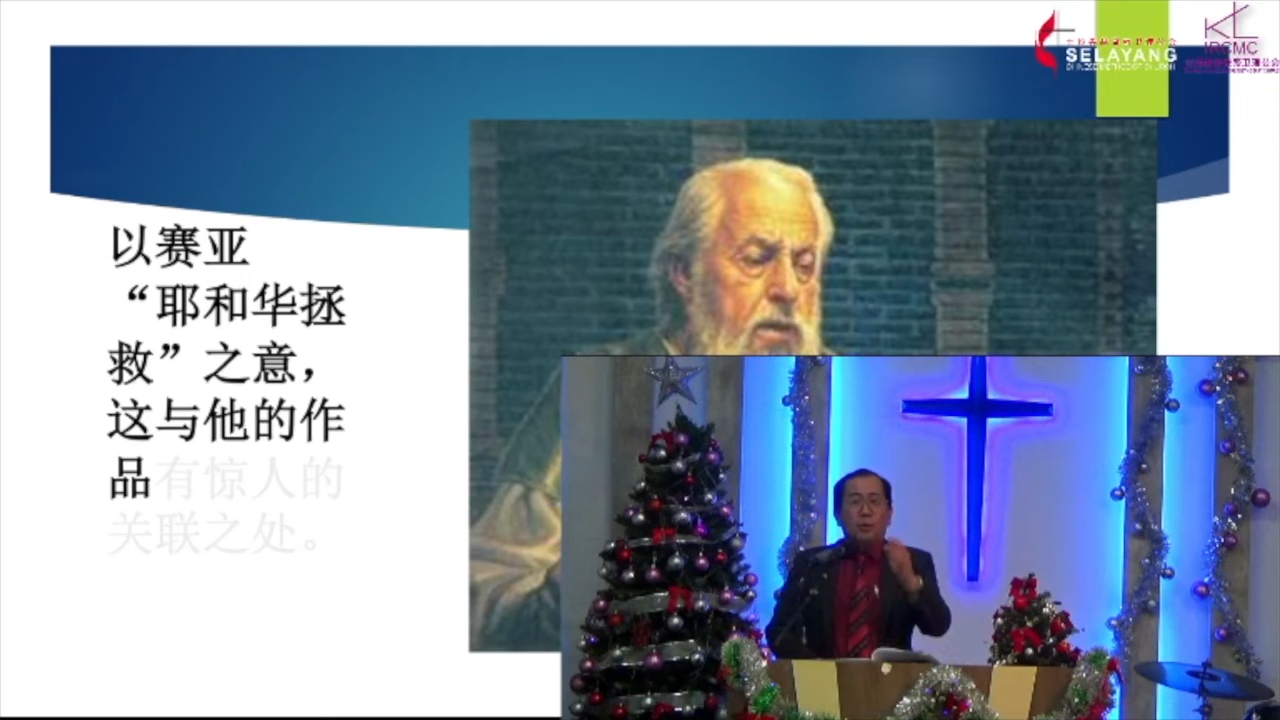 SELAYANG
以赛亚
“耶和华拯
救”之意，
这与他的作
品有惊人的
关联之处。